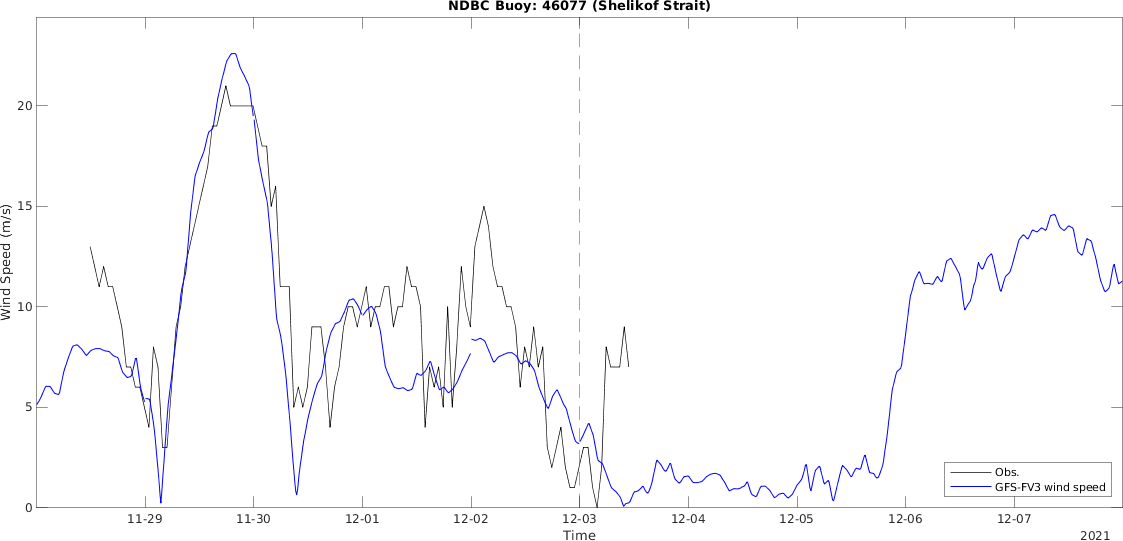 NDBC Buoy: 46077 (Shelikof Strait)
Wind Speed (m/s)
20
15
10
5
0
11-29 11-30 12-01 12-02 12-03 12-04 12-05 12-06 12-07
Time
2021
Obs.
GFS-FV3 wind speed